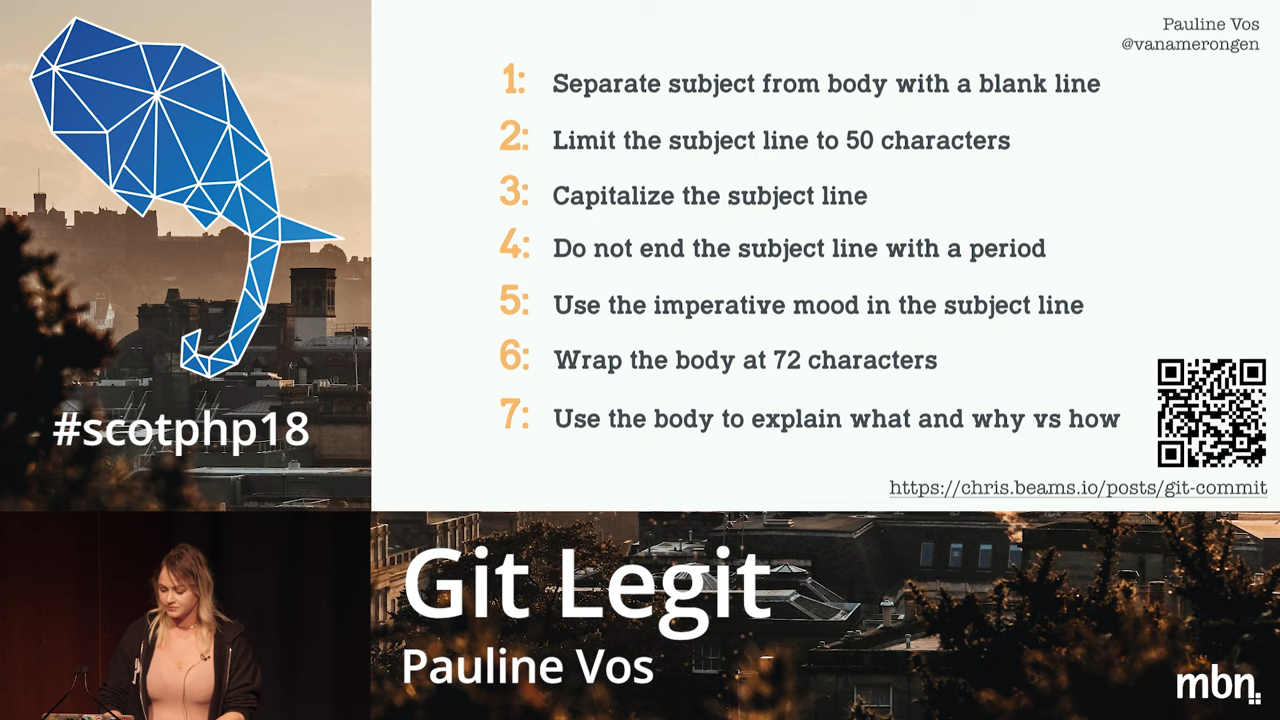 Pauline Vos
@vanamerongen
1: Separate subject from body with a blank line
2: Limit the subject line to 50 characters
3: Capitalize the subject line
4: Do not end the subject line with a period
5: Use the imperative mood in the subject line
6: Wrap the body at 72 characters
7: Use the body to explain what and why vs how
https://chris.beams.io/posts/git-commit
#scotphp18
Git Legit
Pauline Vos
mbn